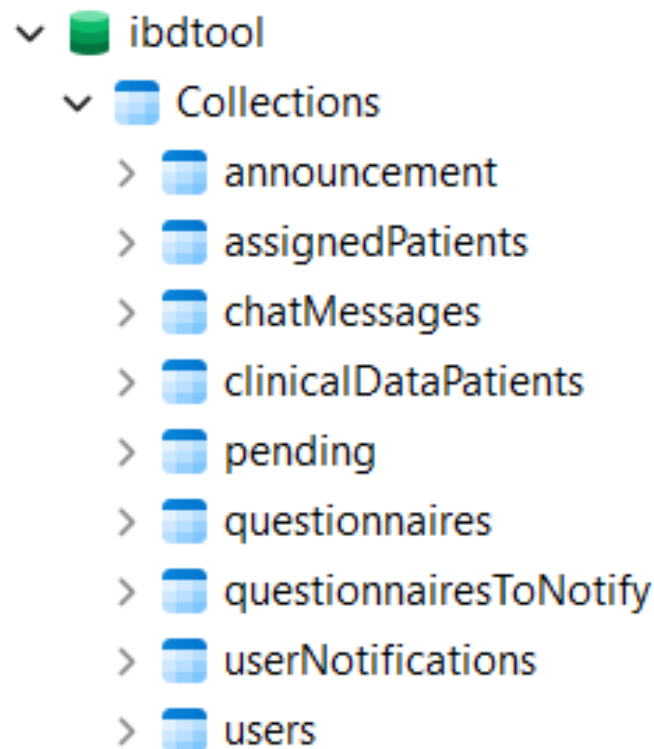 ibdtool
Collections
announcement
assignedPatients
chatMessages
clinicalDataPatients
pending
questionnaires
questionnairesToNotify
userNotifications
users